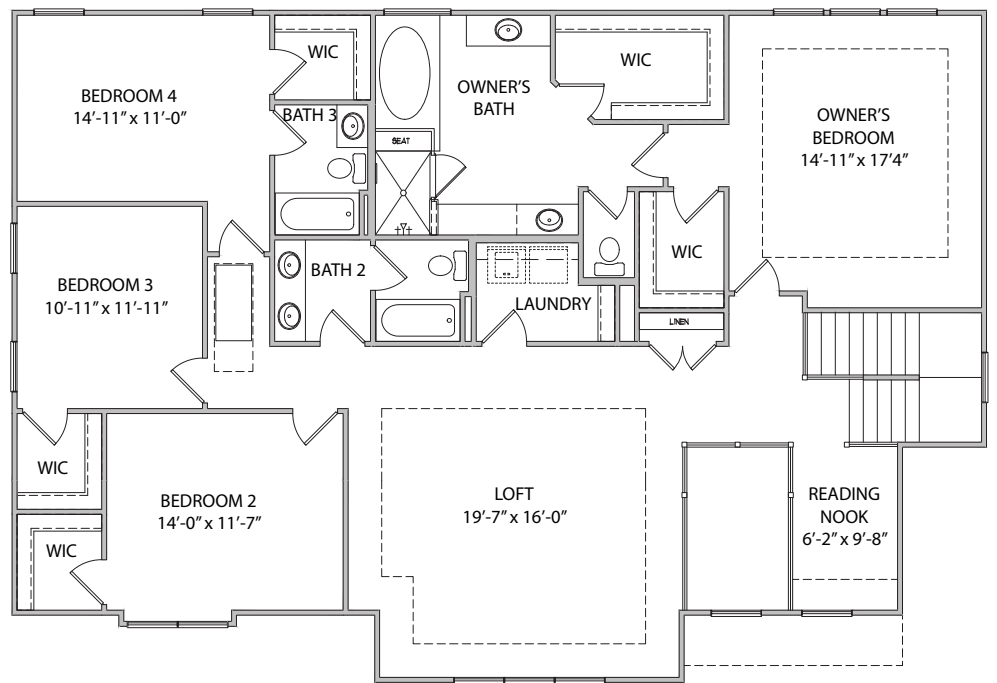 BEDROOM 4
14'-11" x 11'-0"
WIC
BATH 3
OWNER'S
BATH
SEAT
WIC
OWNER'S
BEDROOM
14'-11" x 17'4"
BEDROOM 3
10'-11" x 11'-11"
BATH 2
LAUNDRY
WIC
LINEN
WIC
WIC
BEDROOM 2
14'-0" x 11'-7"
LOFT
19'-7" x 16'-0"
READING
NOOK
6'-2" x 9'-8"